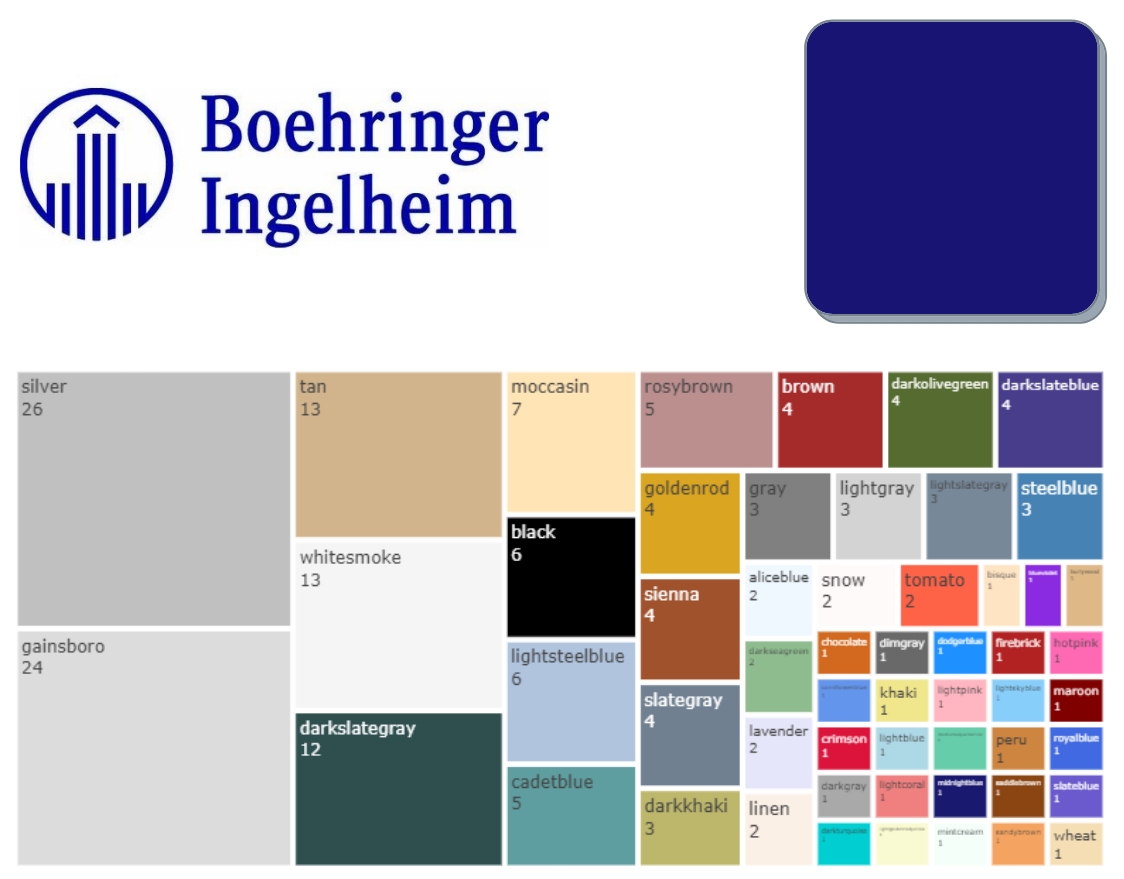 Boehringer
Ingelheim
silver
26
tan
13
moccasin
7
rosybrown
5
brown
4
darkolivegreen
4
darkslateblue
4
goldenrod
4
gray
3
lightgray
3
lightslategray
3
steelblue
3
black
6
whitesmoke
13
aliceblue
2
snow
2
tomato
2
bisque
1
blueviolet
1
burlywood
1
sienna
4
gainsboro
24
lightsteelblue
6
darkseagreen
2
chocolate
1
dimgray
1
dodgerblue
1
firebrick
1
hotpink
1
khaki
1
lightpink
1
lightskyblue
1
maroon
1
slategray
4
darkslategray
12
lavender
2
crimson
1
lightblue
1
peru
1
royalblue
1
cadetblue
5
darkkhaki
3
linen
2
darkgray
1
lightcoral
1
midnightblue
1
saddlebrown
1
slateblue
1
darkturquoise
1
mintcream
1
sandybrown
1
wheat
1